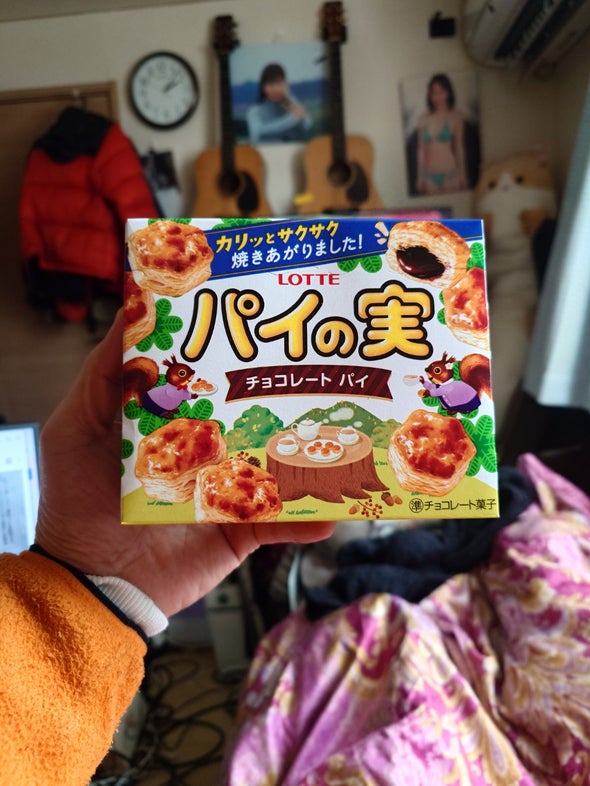 カリッとサクサク
焼きあがりました！
LOTTE
パイの実
チョコレート パイ
準チョコレート菓子